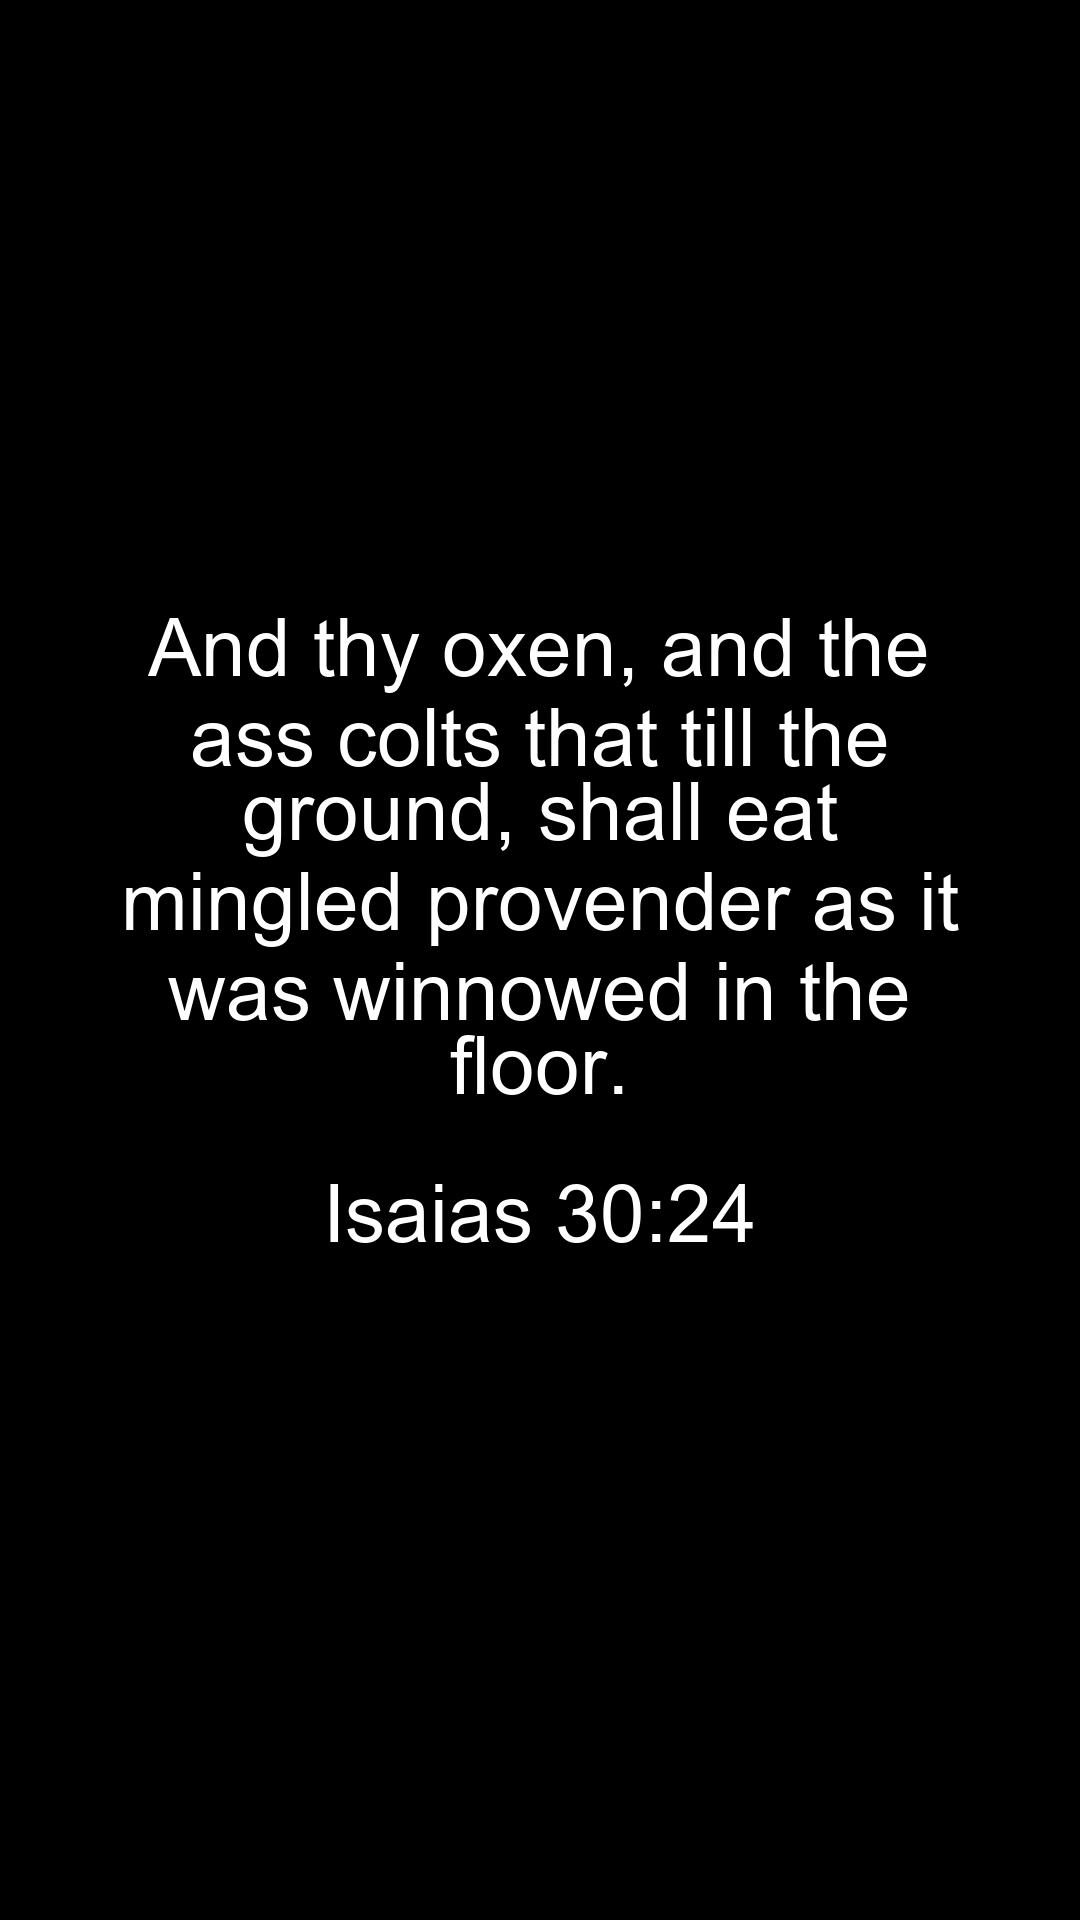 And thy oxen, and the
ass colts that till the
ground, shall eat
mingled provender as it
was winnowed in the
floor.
Isaias 30:24